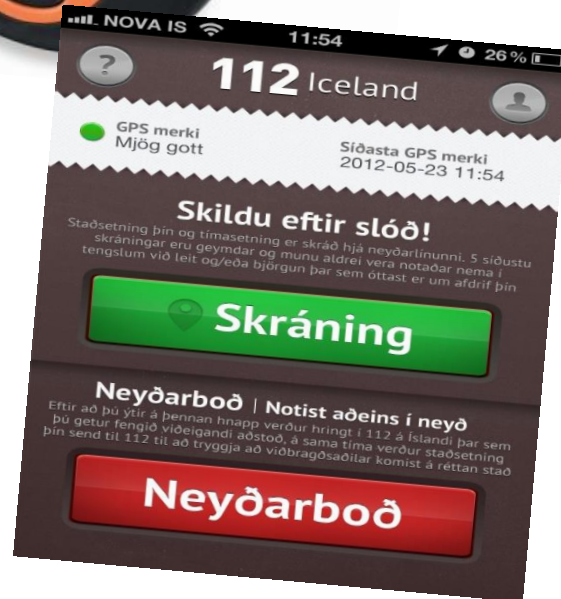 NOVA IS 11:54 26%
?
112 Iceland
GPS merki
Mjög gott
Síðasta GPS merki
2012-05-23 11:54
Skildu eftir slóð!
Staðsetning þín og tímasetning er skráð hjá neyðarlínunni. 5 síðustu
skráningar eru geymdar og munu aldrei vera notaðar nema í
tengslum við leit og/eða björgun þar sem óttast er um afdrif þín
Skráning
Neyðarboð | Notist aðeins í neyð
Eftir að þú ýtir á þennan hnapp verður hringt í 112 á Íslandi þar sem
þú getur fengið viðeigandi aðstoð, á sama tíma verður staðsetning
þín send til 112 til að tryggja að viðbragðsaðilar komist á réttan stað
Neyðarboð